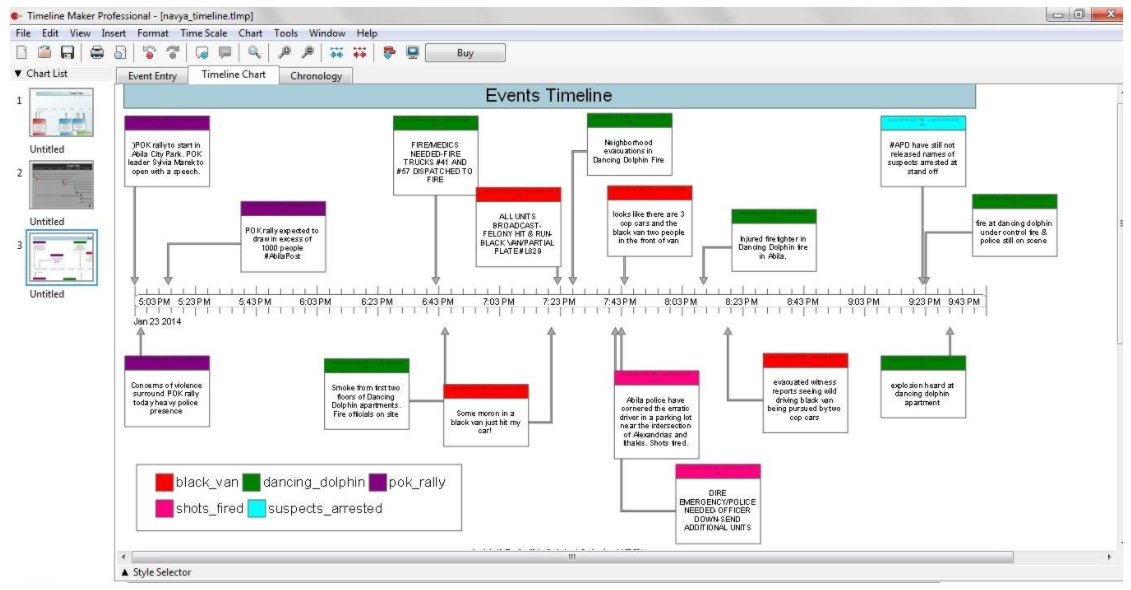 Timeline Maker Professional - [navya_timeline.tlmp]
File Edit View Insert Format Time Scale Chart Tools Window Help
Buy
Chart List
Event Entry Timeline Chart Chronology
1
Untitled
2
Untitled
3
Untitled
Events Timeline
)POK rally to start in
Abila City Park. POK
leader Sylvia Marek to
open with a speech.
POK rally expected to
draw in excess of
1000 people
#AbilaPost
FIRE/MEDICS
NEEDED-FIRE
TRUCKS #41 AND
#57 DISPATCHED TO
FIRE
ALL UNITS
BROADCAST-
FELONY HIT & RUN-
BLACK VAN/PARTIAL
PLATE#L829
Neighborhood
evacuations in
Dancing Dolphin Fire
looks like there are 3
cop cars and the
black van two people
in the front of van
Injured firefighter in
Dancing Dolphin fire
in Abila.
#APD have still not
released names of
suspects arrested at
stand off
fire at dancing dolphin
under control fire &
police still on scene
5:03 PM 5:23 PM 5:43 PM 6:03 PM 6:23 PM 6:43 PM 7:03 PM 7:23 PM 7:43 PM 8:03 PM 8:23 PM 8:43 PM 9:03 PM 9:23 PM 9:43 PM
Jan 23 2014
Concerns of violence
surround POK rally
today heavy police
presence
Smoke from first two
floors of Dancing
Dolphin apartments.
Fire officials on site
Some moron in a
black van just hit my
car!
Abila police have
cornered the erratic
driver in a parking lot
near the intersection
of Alexandrias and
Ithakis. Shots fired.
DIRE
EMERGENCY/POLICE
NEEDED-OFFICER
DOWN-SEND
ADDITIONAL UNITS
evacuated witness
reports seeing wild
driving black van
being pursued by two
cop cars
explosion heard at
dancing dolphin
apartment
black_van dancing_dolphin pok_rally
shots_fired suspects_arrested
Style Selector